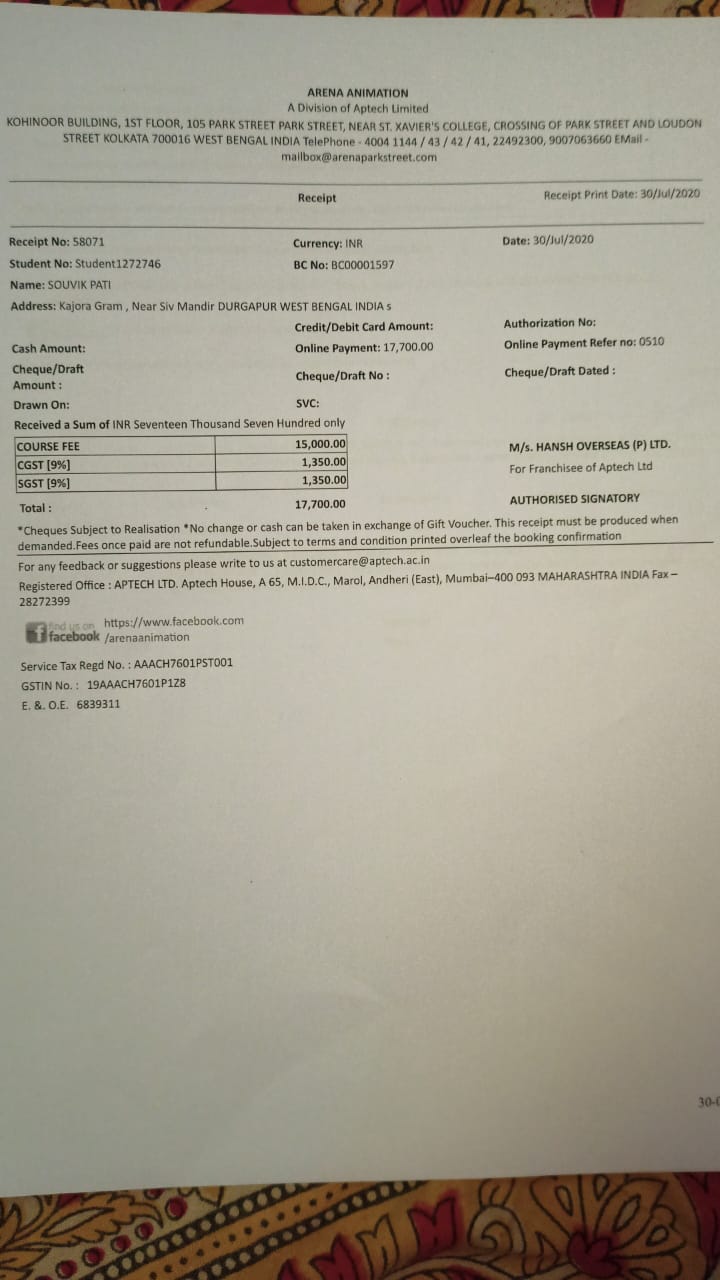 ARENA ANIMATION
A Division of Aptech Limited
KOHINOOR BUILDING, 1ST FLOOR, 105 PARK STREET PARK STREET, NEAR ST. XAVIER'S COLLEGE, CROSSING OF PARK STREET AND LOUDON
STREET KOLKATA 700016 WEST BENGAL INDIA TelePhone - 4004 1144 / 43 / 42 / 41, 22492300, 9007063660 EMail -
mailbox@arenaparkstreet.com
Receipt Receipt Print Date: 30/Jul/2020
Receipt No: 58071 Currency: INR Date: 30/Jul/2020
Student No: Student1272746 BC No: BC00001597
Name: SOUVIK PATI
Address: Kajora Gram , Near Siv Mandir DURGAPUR WEST BENGAL INDIA s
Credit/Debit Card Amount: Authorization No:
Cash Amount: Online Payment: 17,700.00 Online Payment Refer no: 0510
Cheque/Draft
Amount : Cheque/Draft No : Cheque/Draft Dated :
Drawn On: SVC:
Received a Sum of INR Seventeen Thousand Seven Hundred only
COURSE FEE 15,000.00 M/s. HANSH OVERSEAS (P) LTD.
CGST [9%] 1,350.00 For Franchisee of Aptech Ltd
SGST [9%] 1,350.00
Total : 17,700.00 AUTHORISED SIGNATORY
*Cheques Subject to Realisation *No change or cash can be taken in exchange of Gift Voucher. This receipt must be produced when
demanded.Fees once paid are not refundable.Subject to terms and condition printed overleaf the booking confirmation
For any feedback or suggestions please write to us at customercare@aptech.ac.in
Registered Office : APTECH LTD. Aptech House, A 65, M.I.D.C., Marol, Andheri (East), Mumbai–400 093 MAHARASHTRA INDIA Fax –
28272399
find us on https://www.facebook.com
facebook /arenaanimation
Service Tax Regd No. : AAACH7601PST001
GSTIN No. : 19AAACH7601P1Z8
E. &. O.E. 6839311